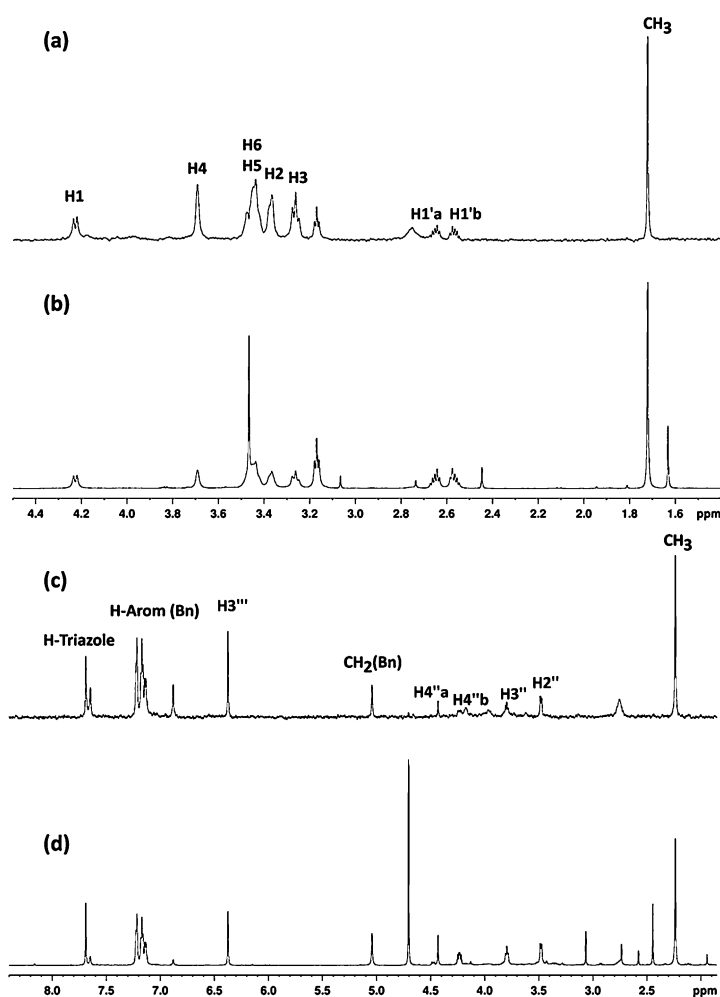 (a)
CH3
H6
H1 H4 H5 H2 H3
H1'a H1'b
(b)
4.4 4.2 4.0 3.8 3.6 3.4 3.2 3.0 2.8 2.6 2.4 2.2 2.0 1.8 1.6 ppm
(c)
CH3
H-Triazole H-Arom (Bn) H3'''
CH2(Bn)
H4''a H4''b H3'' H2''
(d)
8.0 7.5 7.0 6.5 6.0 5.5 5.0 4.5 4.0 3.5 3.0 2.5 ppm